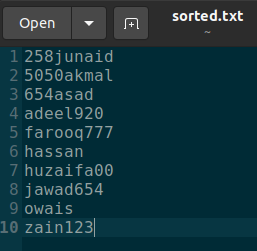 Open
sorted.txt
~
1 258junaid
2 5050akmal
3 654asad
4 adeel920
5 farooq777
6 hassan
7 huzaifa00
8 jawad654
9 owais
10 zain123